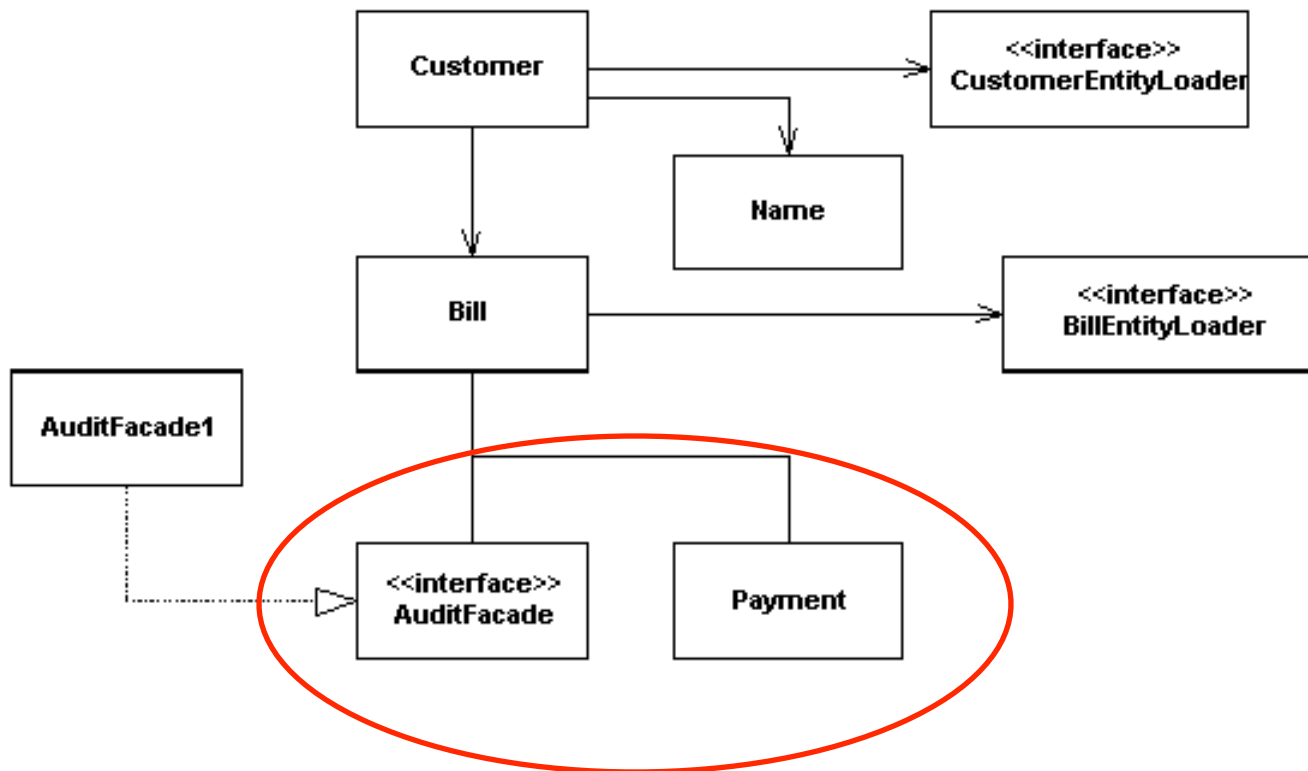 Customer
<<interface>>
CustomerEntityLoader
Name
Bill
<<interface>>
BillEntityLoader
AuditFacade1
<<interface>>
AuditFacade
Payment